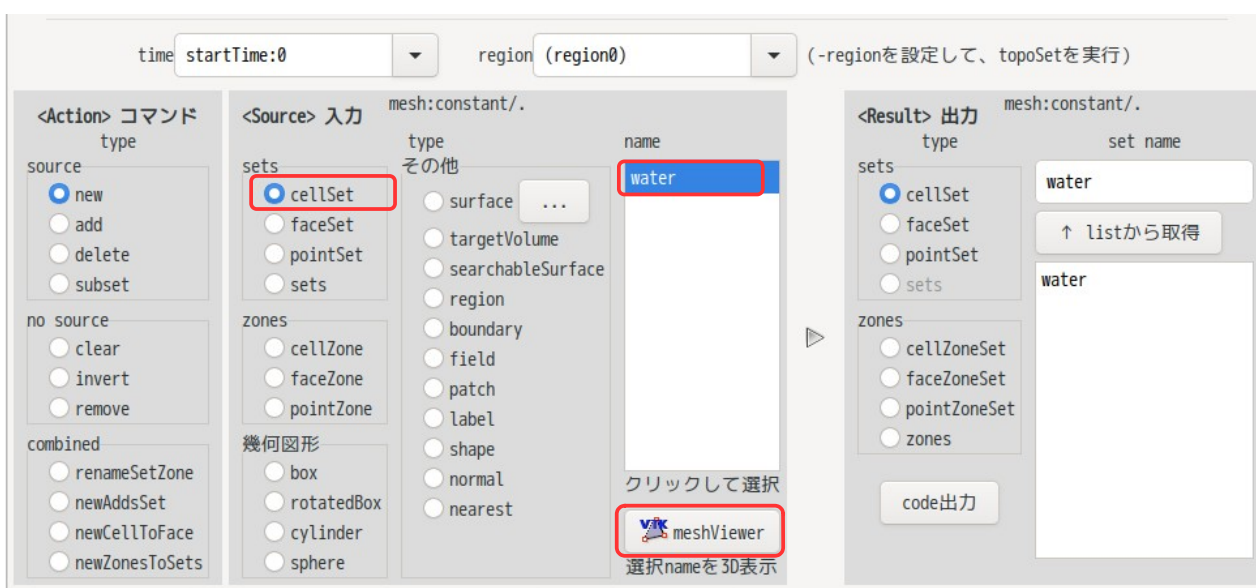 time startTime:0 region (region0) (-regionを設定して、topoSetを実行)
<Action> コマンド
type
source
new
add
delete
subset
no source
clear
invert
remove
combined
renameSetZone
newAddsSet
newCellToFace
newZonesToSets
<Source> 入力
mesh:constant/.
sets
cellSet
faceSet
pointSet
sets
zones
cellZone
faceZone
pointZone
幾何図形
box
rotatedBox
cylinder
sphere
type
その他
surface ...
targetVolume
searchableSurface
region
boundary
field
patch
label
shape
normal
nearest
name
water
クリックして選択
VTK meshViewer
選択nameを3D表示
<Result> 出力
mesh:constant/.
type
sets
cellSet
faceSet
pointSet
sets
zones
cellZoneSet
faceZoneSet
pointZoneSet
zones
code出力
set name
water
↑ listから取得
water